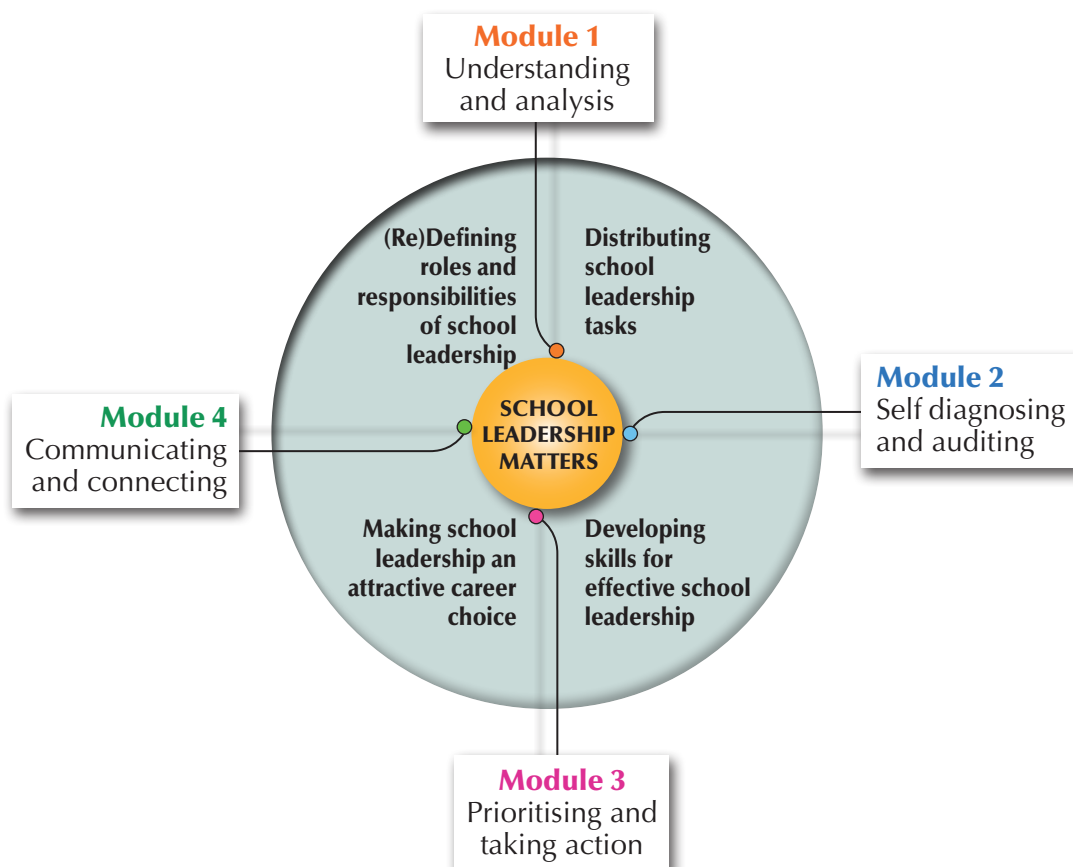 Module 1
Understanding
and analysis
(Re)Defining
roles and
responsibilities
of school
leadership
Distributing
school
leadership
tasks
Module 2
Self diagnosing
and auditing
Module 4
Communicating
and connecting
SCHOOL
LEADERSHIP
MATTERS
Making school
leadership an
attractive career
choice
Developing
skills for
effective school
leadership
Module 3
Prioritising and
taking action